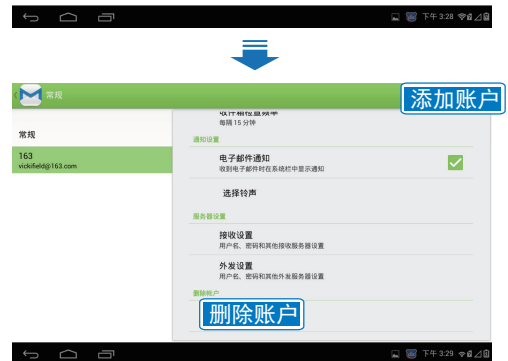 下午3:28
常规
添加账户
收件箱检查频率
每隔 15 分钟
常规
通知设置
163
vickifield@163.com
电子邮件通知
收到电子邮件时在系统栏中显示通知
选择铃声
服务器设置
接收设置
用户名、密码和其他接收服务器设置
外发设置
用户名、密码和其他外发服务器设置
删除帐户
删除账户
下午3:29